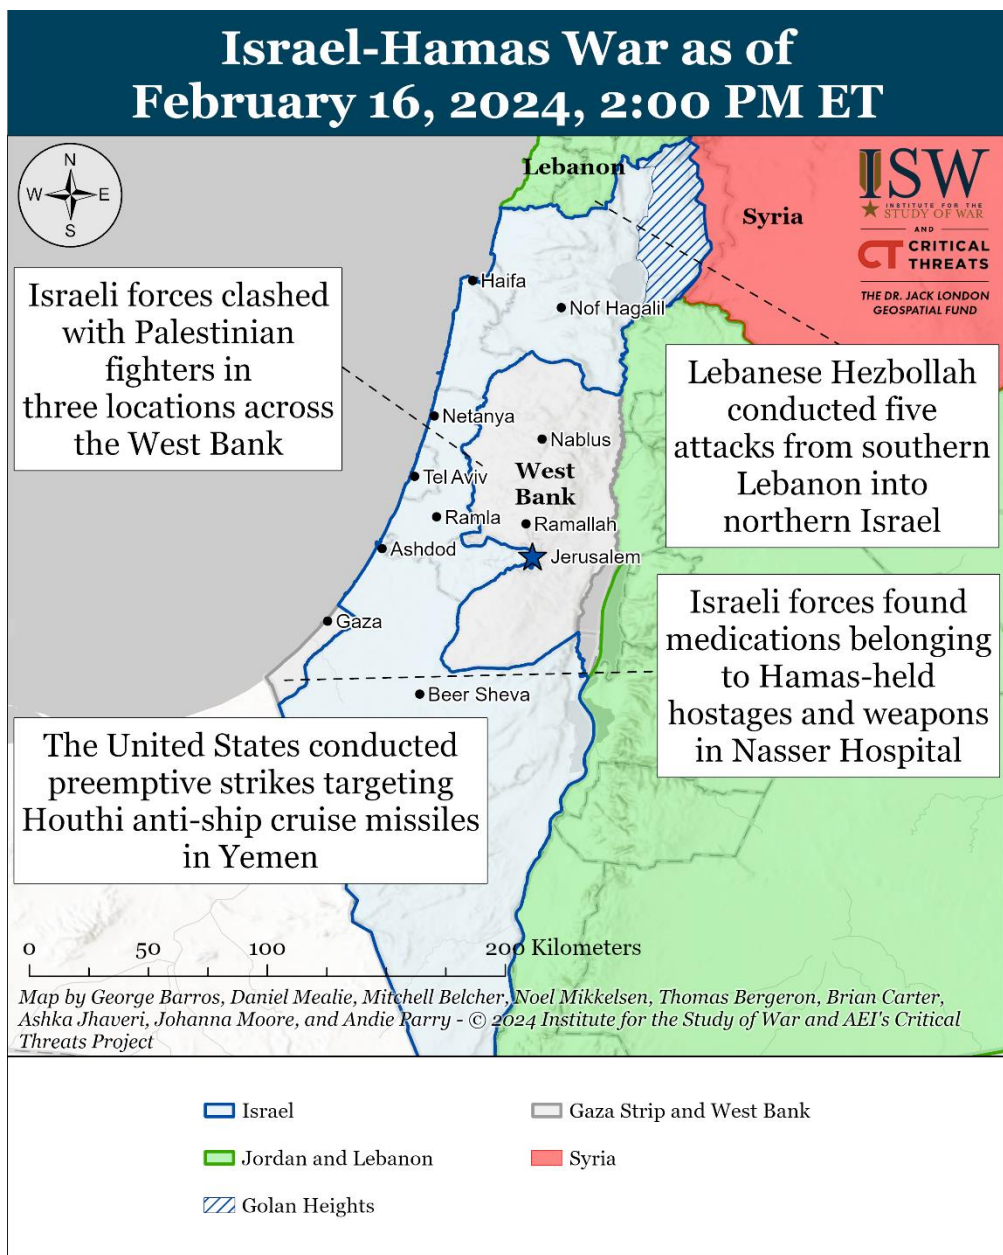 Israel-Hamas War as of
February 16, 2024, 2:00 PM ET
N
W
E
S
Lebanon
Syria
ISW
INSTITUTE FOR THE
STUDY OF WAR
AND
CT CRITICAL
THREATS
THE DR. JACK LONDON
GEOSPATIAL FUND
Israeli forces clashed
with Palestinian
fighters in
three locations across
the West Bank
Haifa
Nof Hagalil
Lebanese Hezbollah
conducted five
attacks from southern
Lebanon into
northern Israel
Netanya
Nablus
Tel Aviv
West
Bank
Ramla
Ramallah
Ashdod
Jerusalem
Gaza
Beer Sheva
Israeli forces found
medications belonging
to Hamas-held
hostages and weapons
in Nasser Hospital
The United States conducted
preemptive strikes targeting
Houthi anti-ship cruise missiles
in Yemen
0 50 100 200 Kilometers
Map by George Barros, Daniel Mealie, Mitchell Belcher, Noel Mikkelsen, Thomas Bergeron, Brian Carter,
Ashka Jhaveri, Johanna Moore, and Andie Parry - © 2024 Institute for the Study of War and AEI's Critical
Threats Project
Israel
Gaza Strip and West Bank
Jordan and Lebanon
Syria
Golan Heights